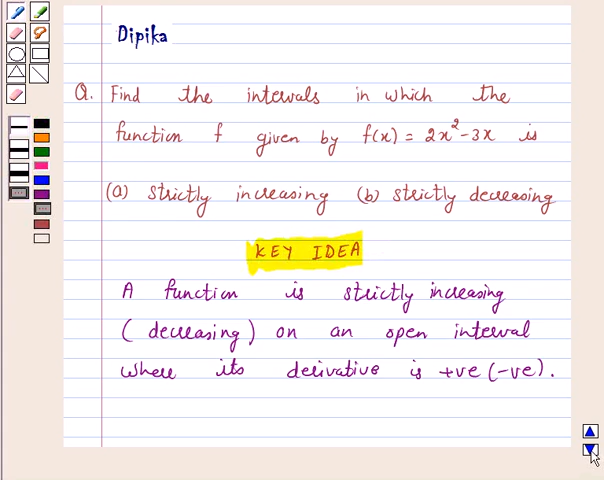 Dipika
Q. Find the intervals in which the
function f given by f(x) = 2x² - 3x is
(a) Strictly increasing (b) strictly decreasing
KEY IDEA
A function is strictly increasing
(decreasing) on an open interval
where its derivative is +ve (-ve).